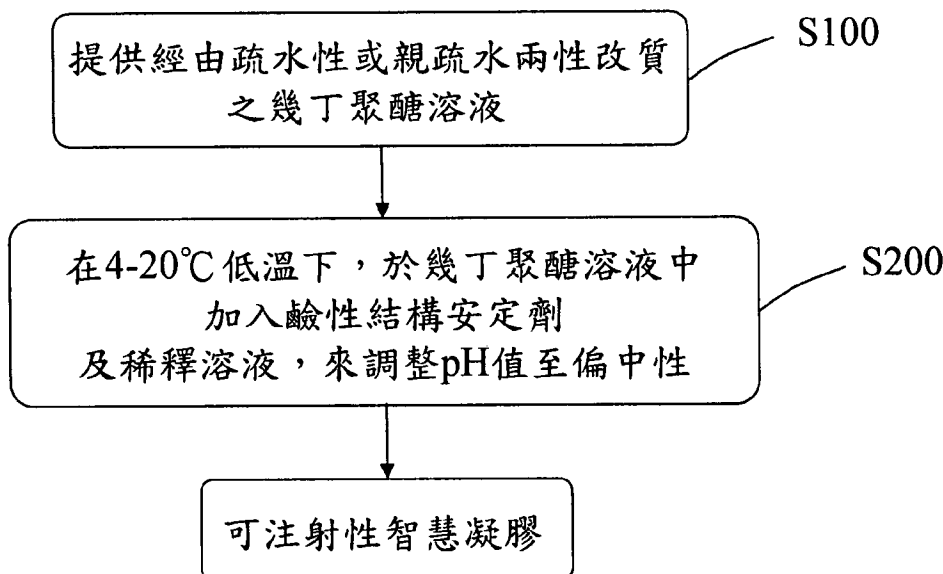 提供經由疏水性或親疏水兩性改質
之幾丁聚醣溶液
S100
在4-20℃低溫下，於幾丁聚醣溶液中
加入鹼性結構安定劑
及稀釋溶液，來調整pH值至偏中性
S200
可注射性智慧凝膠